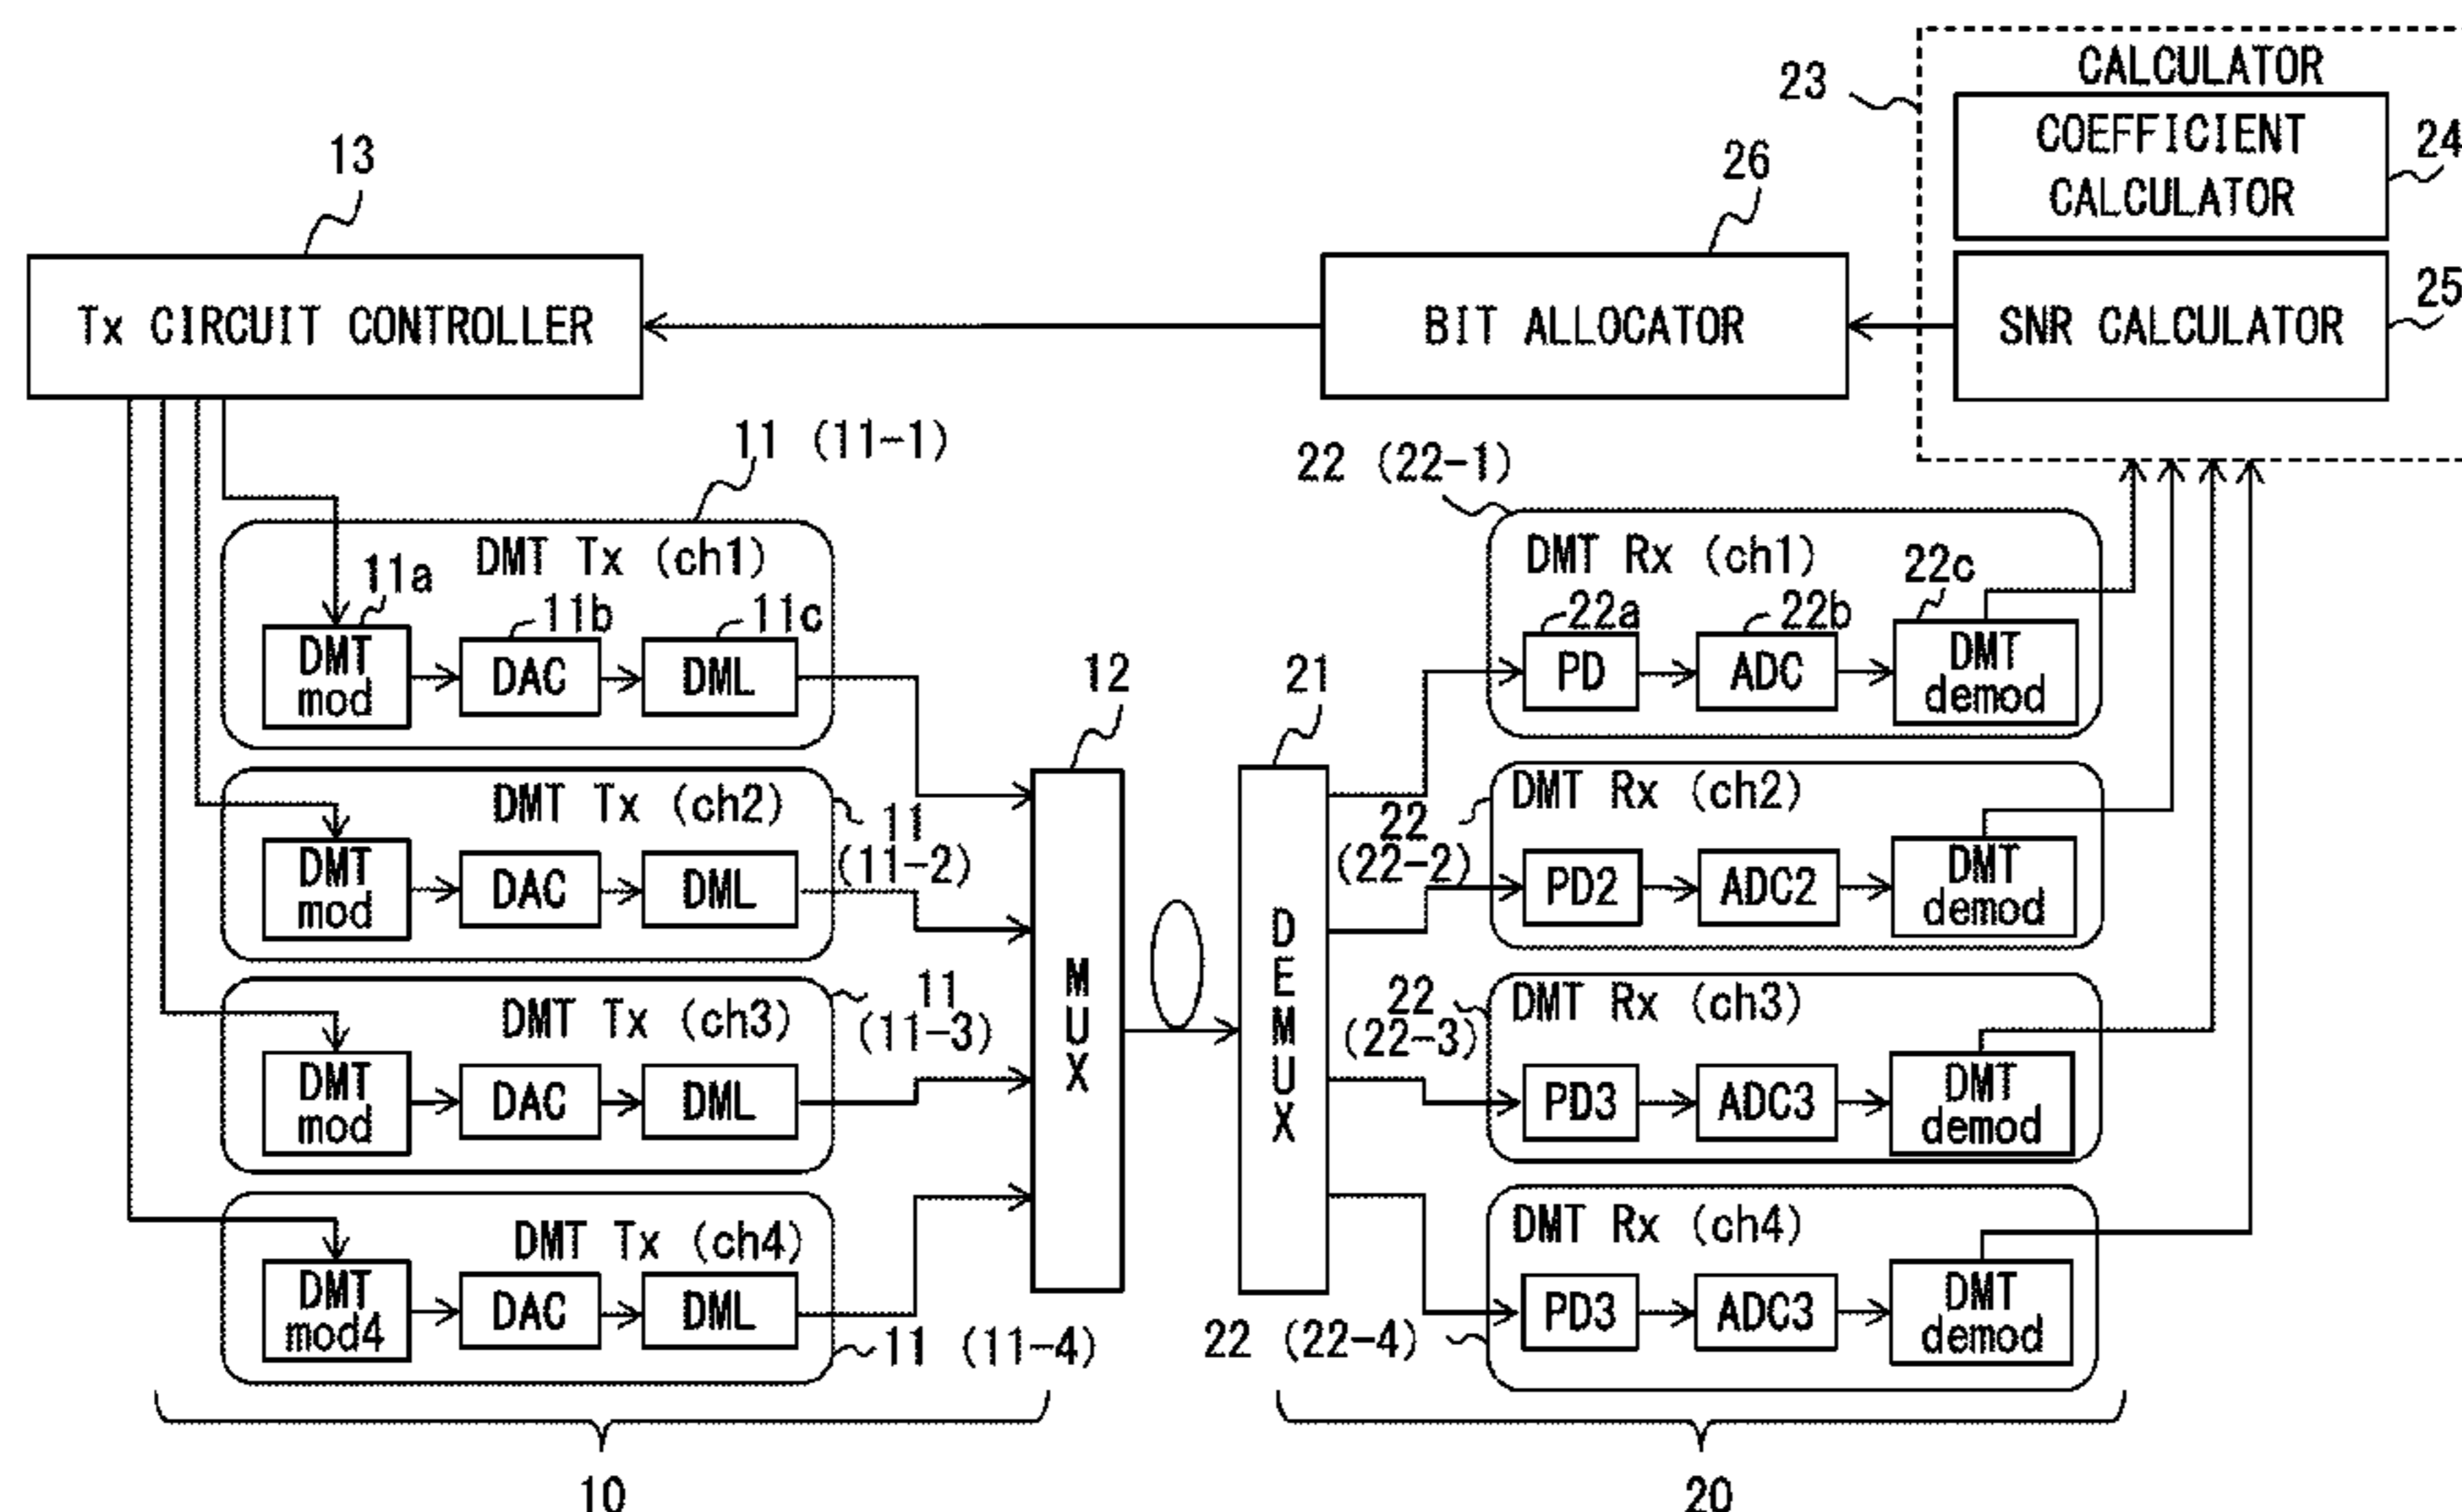 CALCULATOR
23
COEFFICIENT
CALCULATOR
24
13
26
Tx CIRCUIT CONTROLLER
BIT ALLOCATOR
SNR CALCULATOR
25
11 (11-1)
22 (22-1)
DMT Tx (ch1)
11a
11b
11c
DMT
mod
DAC
DML
DMT Rx (ch1)
22a
22b
22c
PD
ADC
DMT
demod
12
21
DMT Tx (ch2)
11
(11-2)
DMT
mod
DAC
DML
22
(22-2)
DMT Rx (ch2)
PD2
ADC2
DMT
demod
MUX
DEMUX
DMT Tx (ch3)
11
(11-3)
DMT
mod
DAC
DML
22
(22-3)
DMT Rx (ch3)
PD3
ADC3
DMT
demod
DMT Tx (ch4)
DMT
mod4
DAC
DML
11 (11-4)
DMT Rx (ch4)
PD3
ADC3
DMT
demod
22 (22-4)
10
20